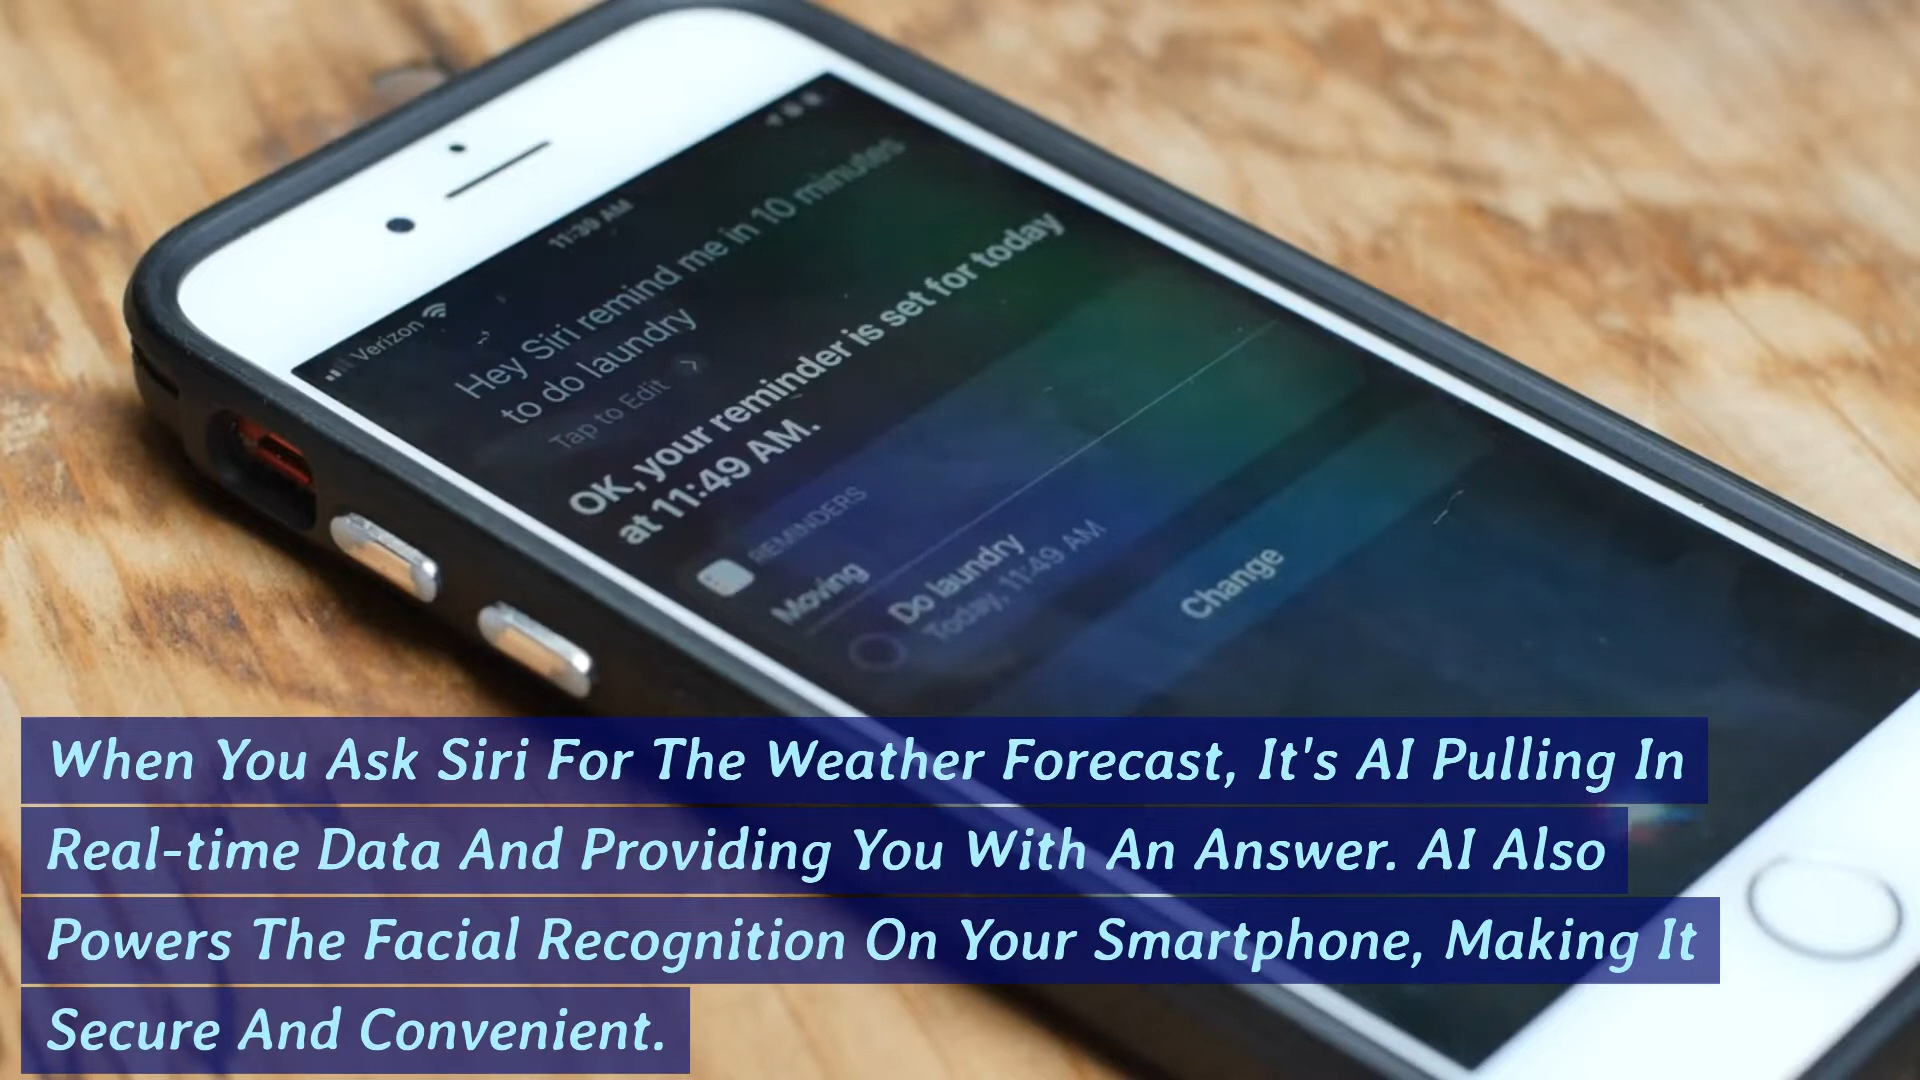 11:39 AM
Verizon
Hey Siri remind me in 10 minutes
to do laundry
Tap to Edit
OK, your reminder is set for today
at 11:49 AM.
REMINDERS
Moving
Do laundry
Today, 11:49 AM
Change
When You Ask Siri For The Weather Forecast, It's AI Pulling In
Real-time Data And Providing You With An Answer. AI Also
Powers The Facial Recognition On Your Smartphone, Making It
Secure And Convenient.